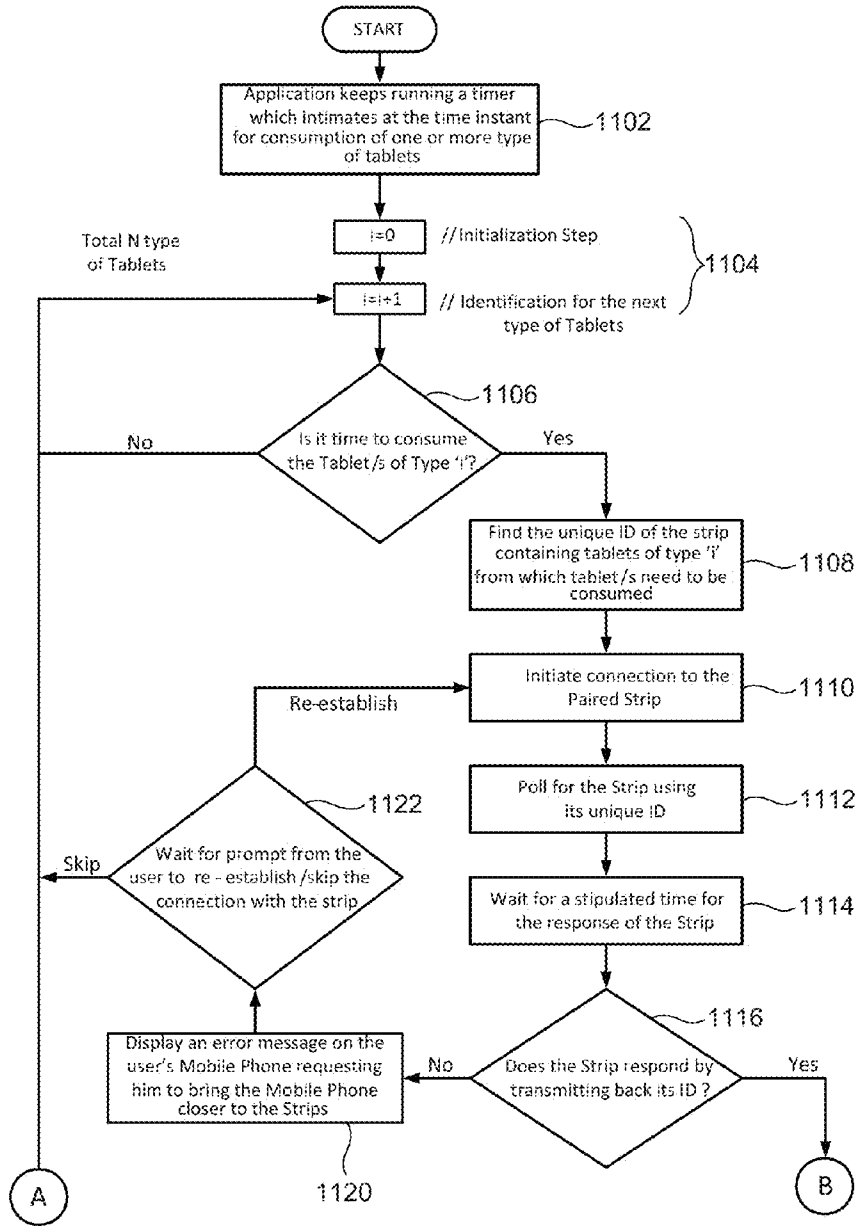 START
Application keeps running a timer
which intimates at the time instant
for consumption of one or more type
of tablets
1102
Total N type
of Tablets
i=0
//Initialization Step
1104
i=i+1
// Identification for the next
type of Tablets
1106
Is it time to consume
the Tablet/s of Type 'i'?
No
Yes
Find the unique ID of the strip
containing tablets of type 'i'
from which tablet/s need to be
consumed
1108
Initiate connection to the
Paired Strip
1110
Re-establish
Poll for the Strip using
its unique ID
1112
1122
Wait for prompt from the
user to re - establish/skip the
connection with the strip
Skip
Wait for a stipulated time for
the response of the Strip
1114
1116
Does the Strip respond by
transmitting back its ID ?
No
Yes
Display an error message on the
user's Mobile Phone requesting
him to bring the Mobile Phone
closer to the Strips
1120
A
B